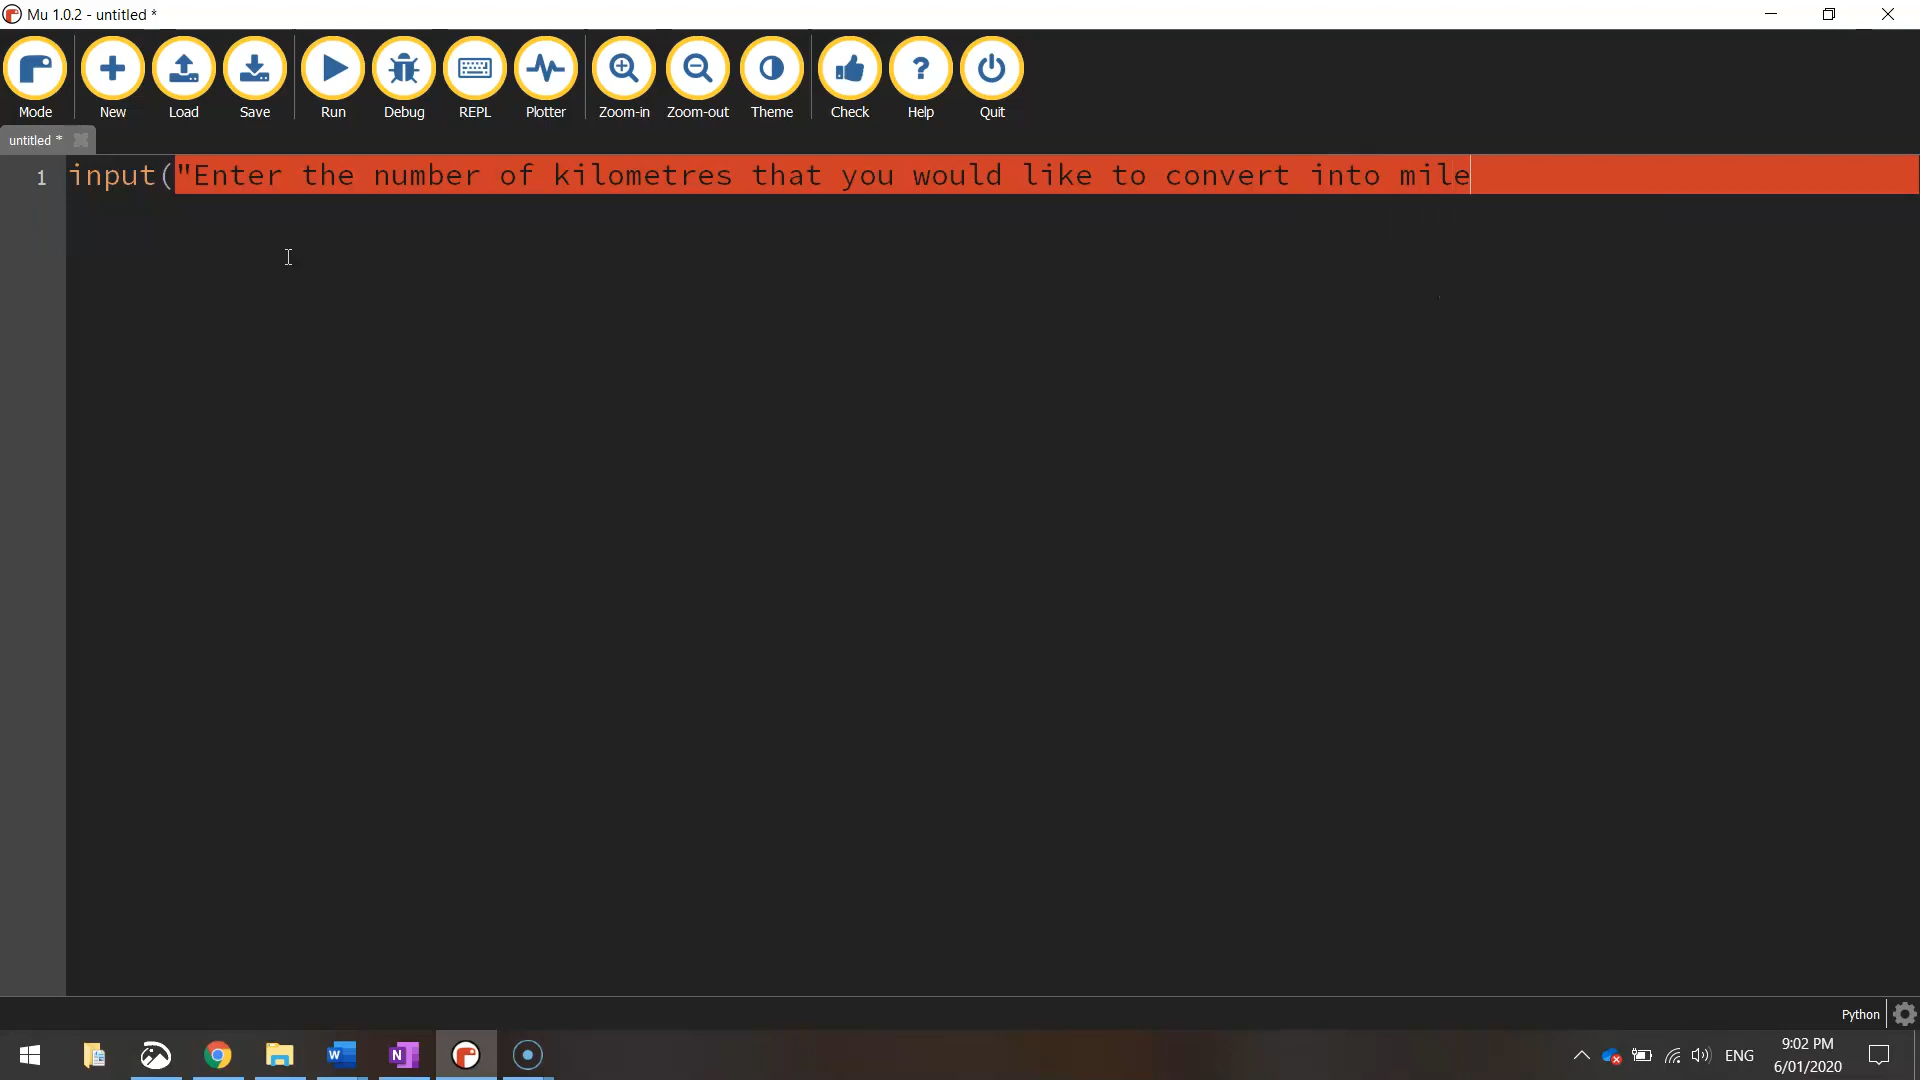 Mu 1.0.2 - untitled *
Mode New Load Save Run Debug REPL Plotter Zoom-in Zoom-out Theme Check Help Quit
untitled *
1 input("Enter the number of kilometres that you would like to convert into mile
Python
ENG 9:02 PM
6/01/2020